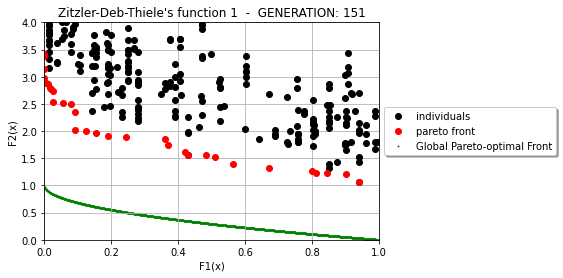 Zitzler-Deb-Thiele's function 1 - GENERATION: 151
4.0
3.5
3.0
2.5
2.0
1.5
1.0
0.5
0.0
F2(x)
0.0 0.2 0.4 0.6 0.8 1.0
F1(x)
individuals
pareto front
Global Pareto-optimal Front